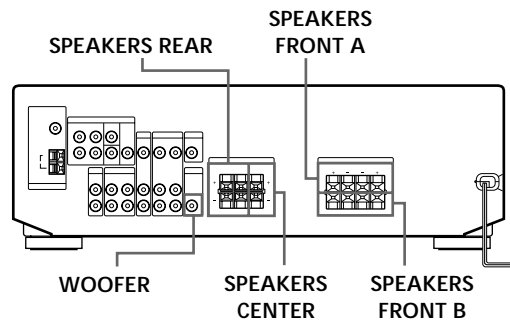 SPEAKERS
FRONT A
SPEAKERS REAR
+ – – +
+ +
– –
WOOFER
SPEAKERS
CENTER
SPEAKERS
FRONT B